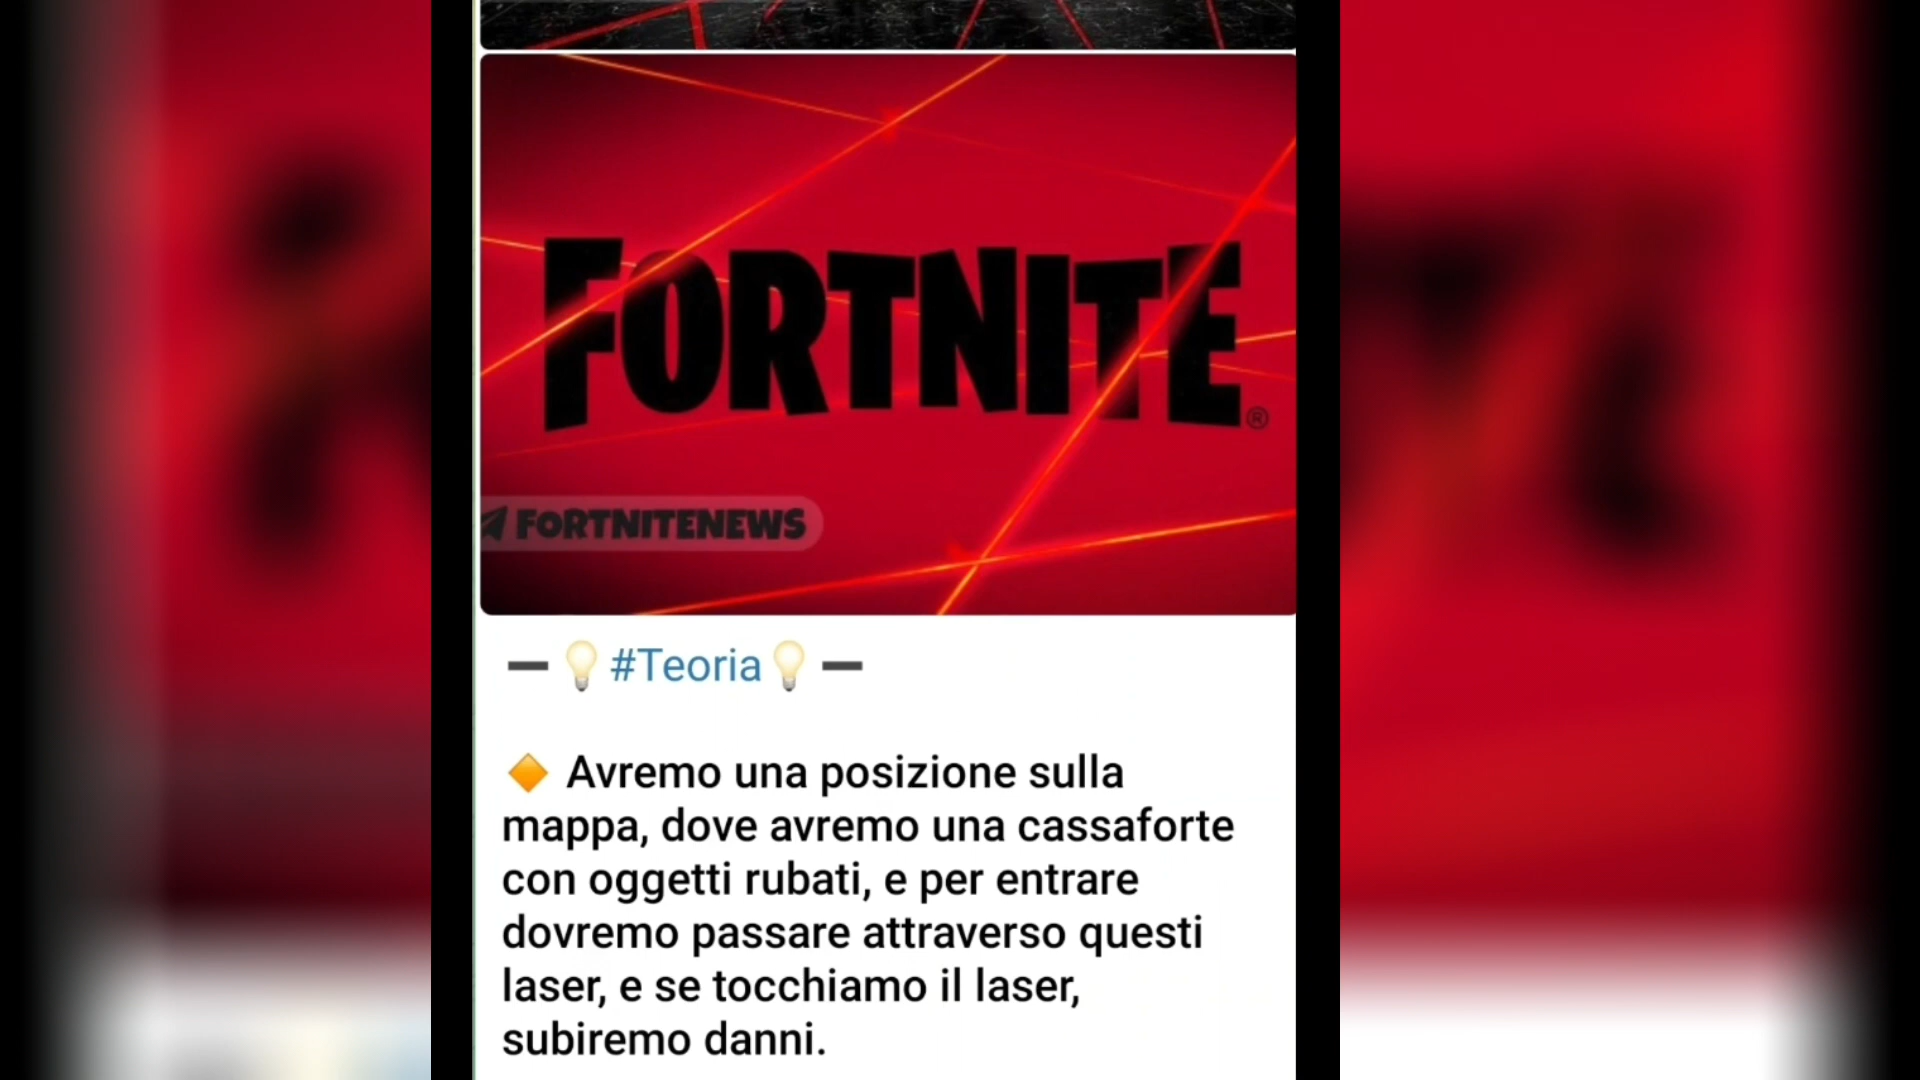 FORTNITE®
FORTNITENEWS
— 💡#Teoria💡 —
🔶 Avremo una posizione sulla
mappa, dove avremo una cassaforte
con oggetti rubati, e per entrare
dovremo passare attraverso questi
laser, e se tocchiamo il laser,
subiremo danni.